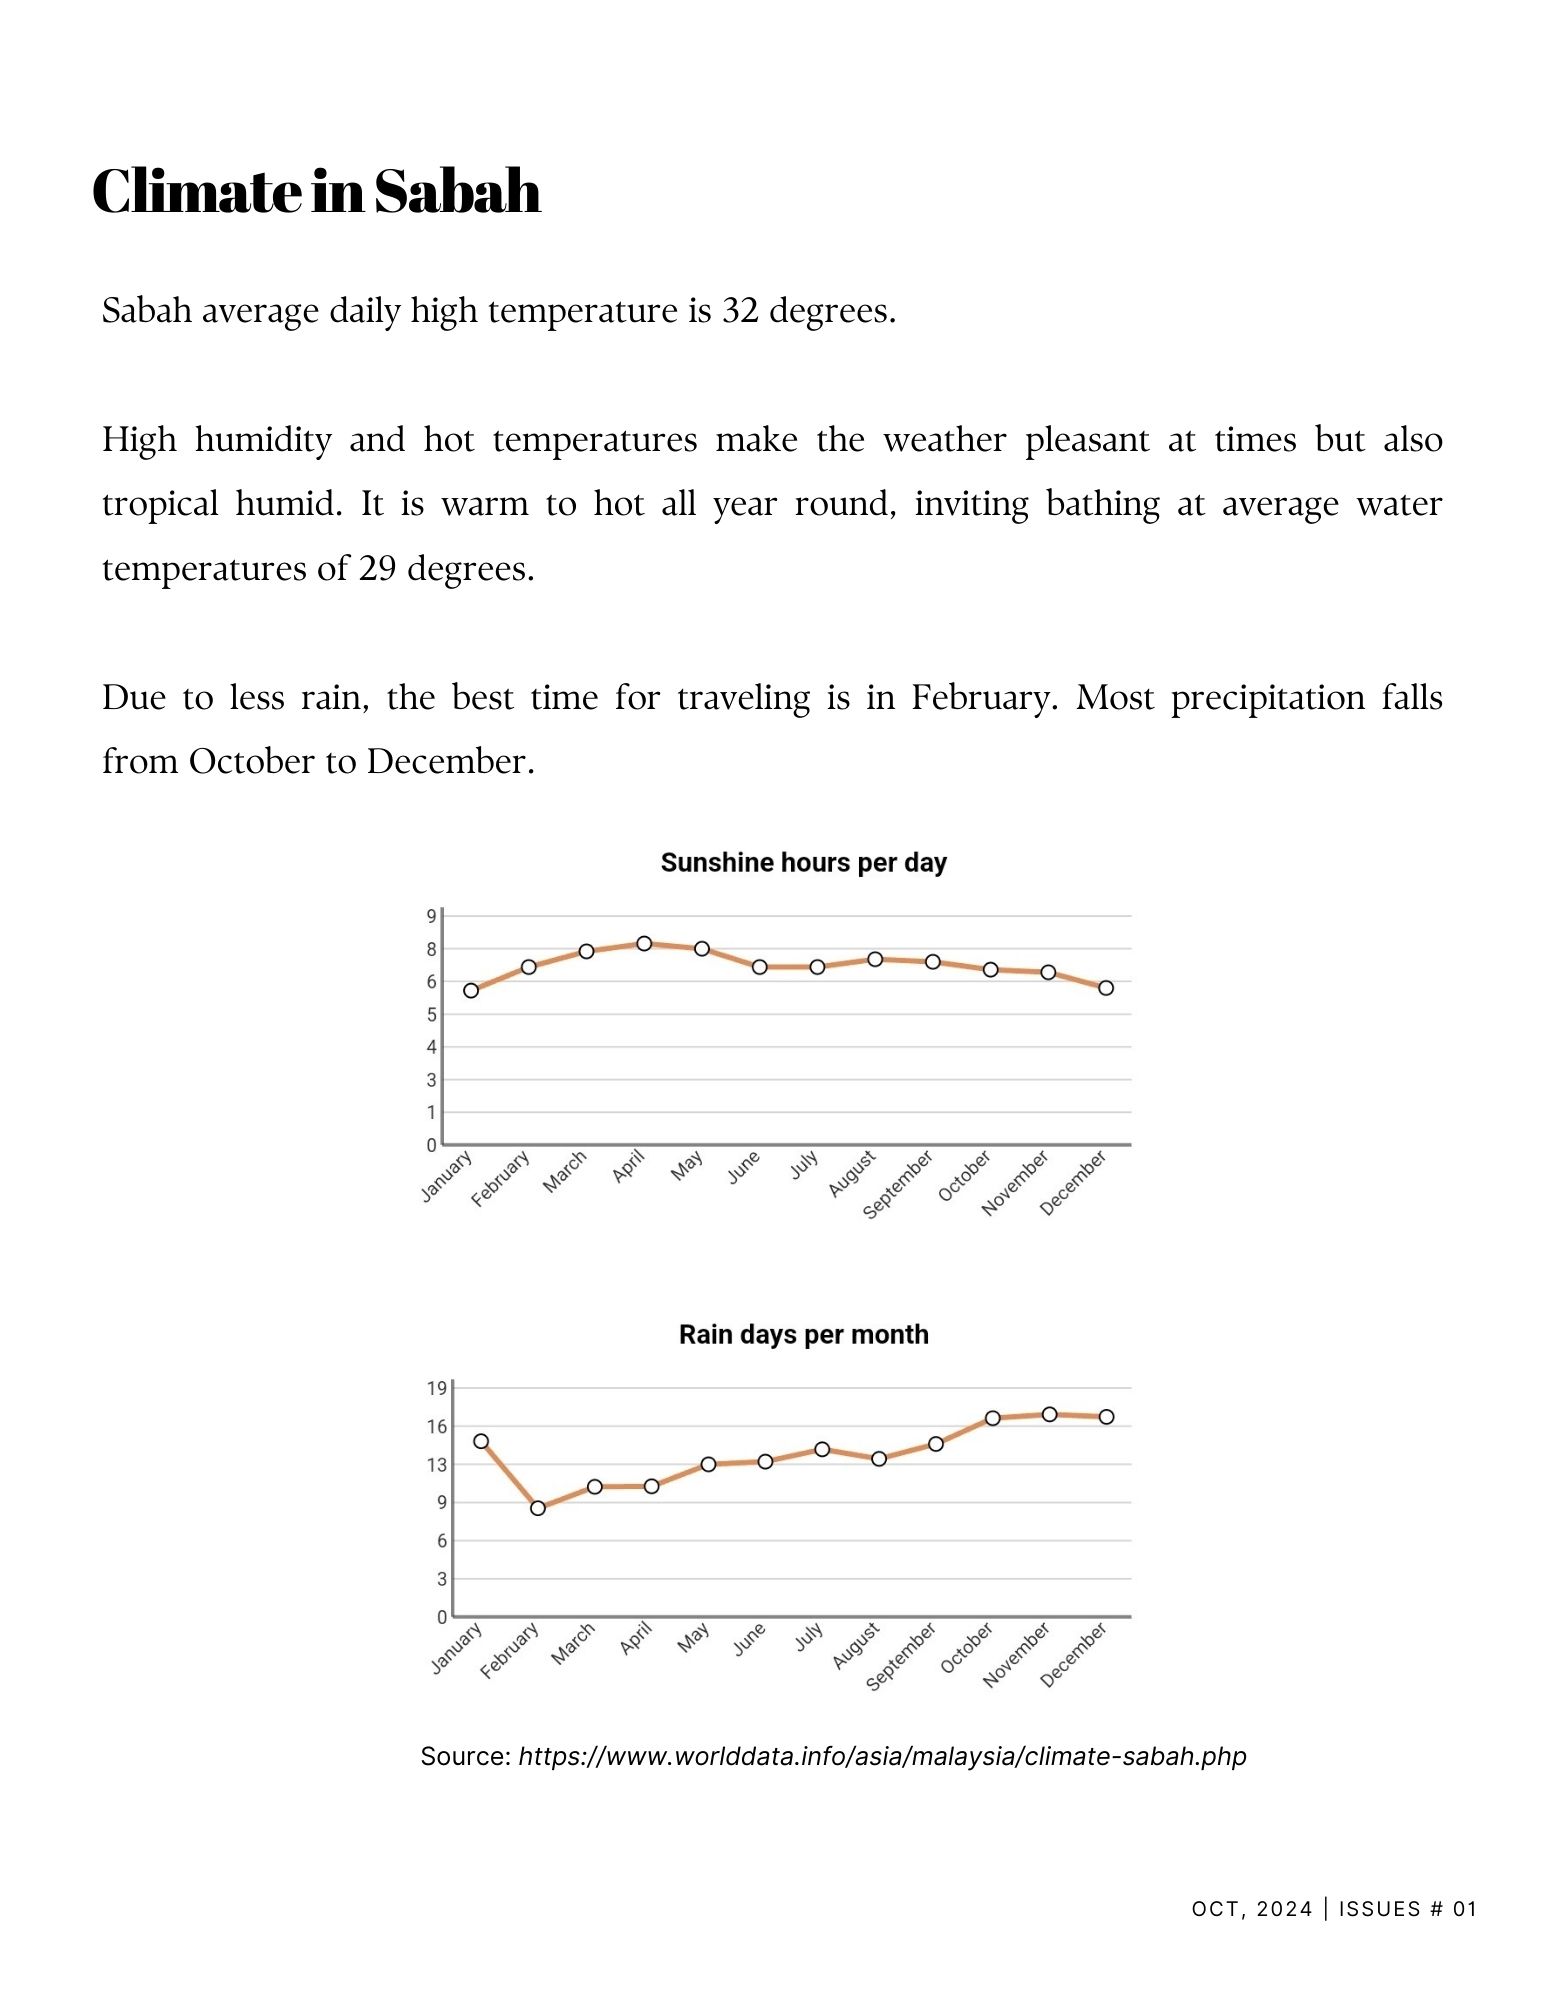 Climate in Sabah
Sabah average daily high temperature is 32 degrees.
High humidity and hot temperatures make the weather pleasant at times but also
tropical humid. It is warm to hot all year round, inviting bathing at average water
temperatures of 29 degrees.
Due to less rain, the best time for traveling is in February. Most precipitation falls
from October to December.
Sunshine hours per day
9
8
6
5
4
3
1
0
January
February
March
April
May
June
July
August
September
October
November
December
Rain days per month
19
16
13
9
6
3
0
January
February
March
April
May
June
July
August
September
October
November
December
Source: https://www.worlddata.info/asia/malaysia/climate-sabah.php
OCT, 2024 | ISSUES # 01